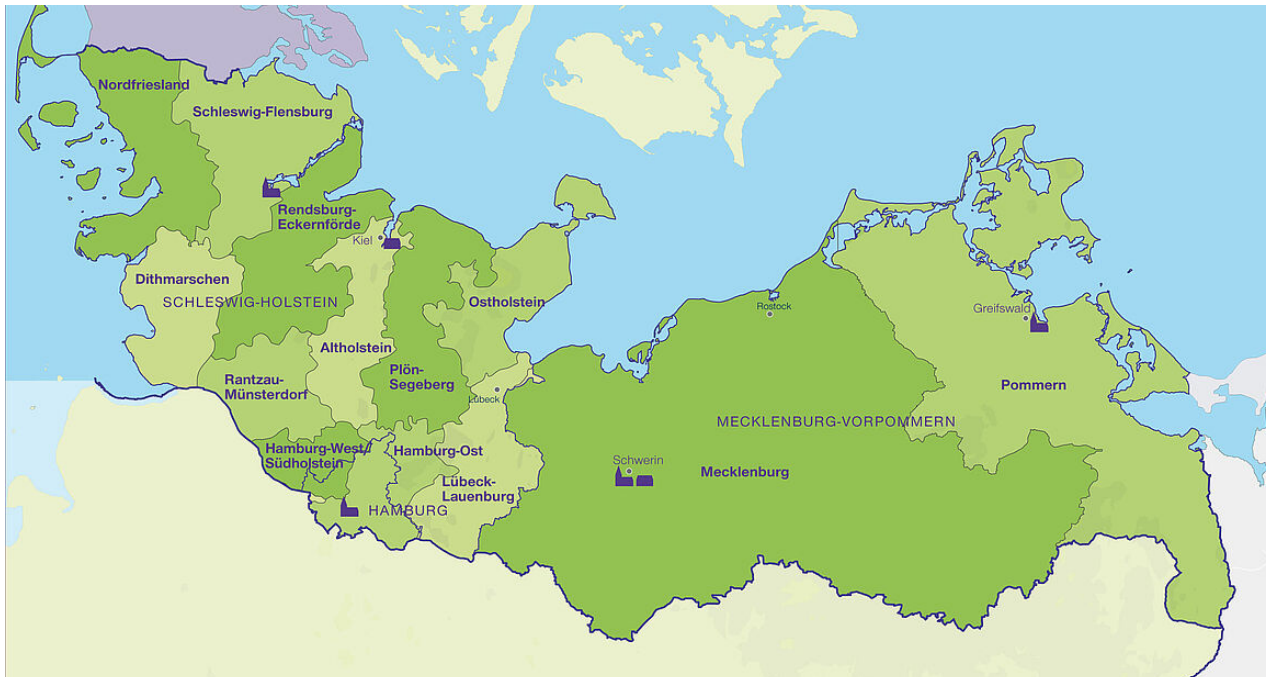 Nordfriesland
Schleswig-Flensburg
Rendsburg-
Eckernförde
Kiel
Dithmarschen
SCHLESWIG-HOLSTEIN
Ostholstein
Altholstein
Plön-
Segeberg
Rantzau-
Münsterdorf
Lübeck
Hamburg-West/
Südholstein
Hamburg-Ost
Lübeck-
Lauenburg
HAMBURG
Rostock
Greifswald
Pommern
MECKLENBURG-VORPOMMERN
Schwerin
Mecklenburg